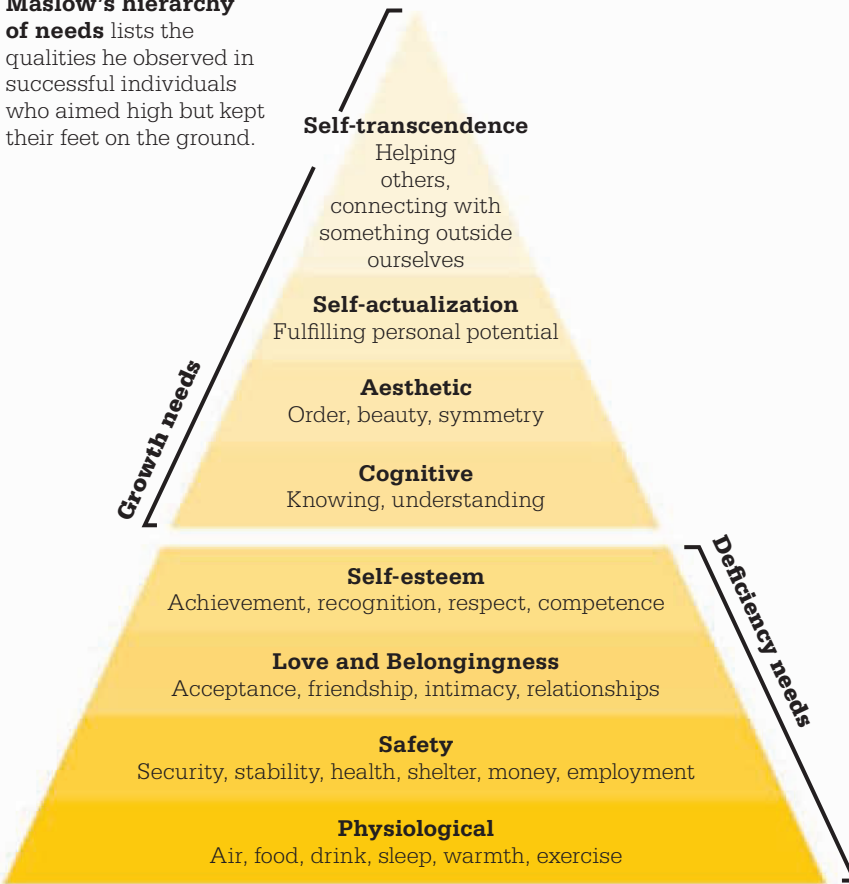 Maslow's hierarchy
of needs lists the
qualities he observed in
successful individuals
who aimed high but kept
their feet on the ground.
Self-transcendence
Helping
others,
connecting with
something outside
ourselves
Self-actualization
Fulfilling personal potential
Aesthetic
Order, beauty, symmetry
Cognitive
Knowing, understanding
Growth needs
Self-esteem
Achievement, recognition, respect, competence
Love and Belongingness
Acceptance, friendship, intimacy, relationships
Safety
Security, stability, health, shelter, money, employment
Physiological
Air, food, drink, sleep, warmth, exercise
Deficiency needs